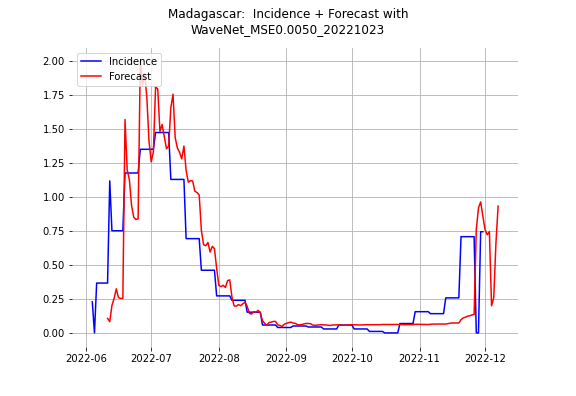 Madagascar:  Incidence + Forecast with
WaveNet_MSE0.0050_20221023
Incidence
Forecast
2.00
1.75
1.50
1.25
1.00
0.75
0.50
0.25
0.00
2022-06 2022-07 2022-08 2022-09 2022-10 2022-11 2022-12